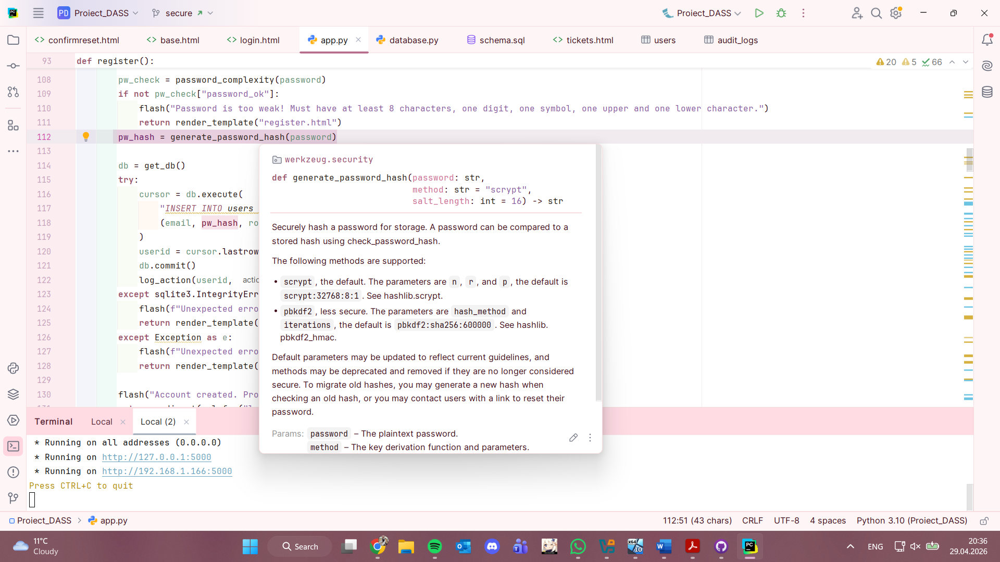 PD Proiect_DASS secure Proiect_DASS
confirmreset.html base.html login.html app.py database.py schema.sql tickets.html users audit_logs
93 def register(): 20 5 66
108 pw_check = password_complexity(password)
109 if not pw_check["password_ok"]:
110 flash("Password is too weak! Must have at least 8 characters, one digit, one symbol, one upper and one lower character.")
111 return render_template("register.html")
112 pw_hash = generate_password_hash(password)
113
114 db = get_db()
115 try:
116 cursor = db.execute(
117 "INSERT INTO users
118 (email, pw_hash, ro
119 )
120 userid = cursor.lastrow
121 db.commit()
122 log_action(userid, actio
123 except sqlite3.IntegrityErr
124 flash(f"Unexpected erro
125 return render_template(
126 except Exception as e:
127 flash(f"Unexpected erro
128 return render_template(
129
130 flash("Account created. Pro
werkzeug.security
def generate_password_hash(password: str,
method: str = "scrypt",
salt_length: int = 16) -> str
Securely hash a password for storage. A password can be compared to a
stored hash using check_password_hash.
The following methods are supported:
• scrypt, the default. The parameters are n, r, and p, the default is
scrypt:32768:8:1. See hashlib.scrypt.
• pbkdf2, less secure. The parameters are hash_method and
iterations, the default is pbkdf2:sha256:600000. See hashlib.
pbkdf2_hmac.
Default parameters may be updated to reflect current guidelines, and
methods may be deprecated and removed if they are no longer considered
secure. To migrate old hashes, you may generate a new hash when
checking an old hash, or you may contact users with a link to reset their
password.
Params: password – The plaintext password.
method – The key derivation function and parameters.
Terminal Local Local (2)
* Running on all addresses (0.0.0.0)
* Running on http://127.0.0.1:5000
* Running on http://192.168.1.166:5000
Press CTRL+C to quit
Proiect_DASS > app.py 112:51 (43 chars) CRLF UTF-8 4 spaces Python 3.10 (Proiect_DASS)
11°C
Cloudy
Search
ENG
20:36
29.04.2026